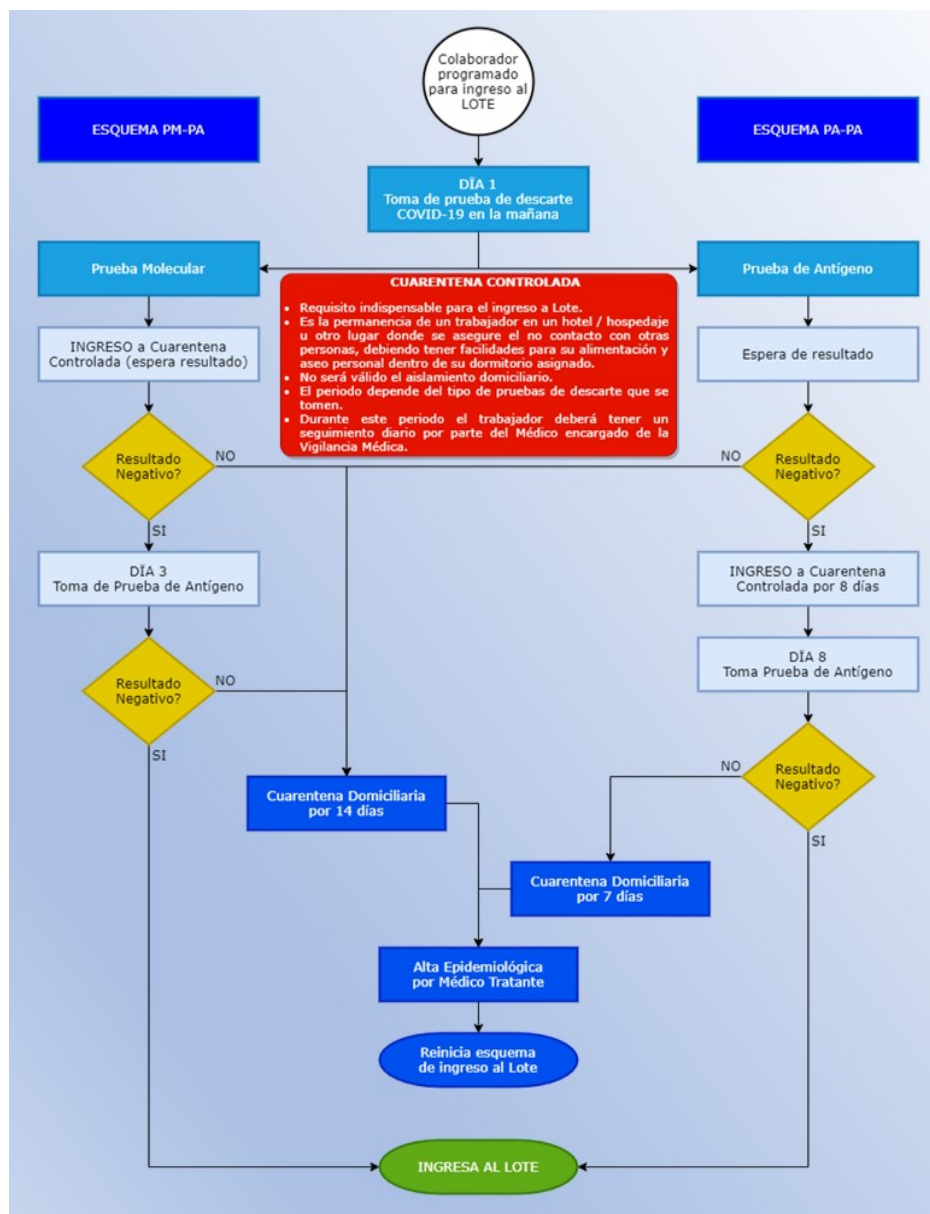 Colaborador
programado
para ingreso al
LOTE
ESQUEMA PM-PA
ESQUEMA PA-PA
DÏA 1
Toma de prueba de descarte
COVID-19 en la mañana
Prueba Molecular
Prueba de Antígeno
CUARENTENA CONTROLADA
• Requisito indispensable para el ingreso a Lote.
• Es la permanencia de un trabajador en un hotel / hospedaje
u otro lugar donde se asegure el no contacto con otras
personas, debiendo tener facilidades para su alimentación y
aseo personal dentro de su dormitorio asignado.
• No será válido el aislamiento domiciliario.
• El periodo depende del tipo de pruebas de descarte que se
tomen.
• Durante este periodo el trabajador deberá tener un
seguimiento diario por parte del Médico encargado de la
Vigilancia Médica.
INGRESO a Cuarentena
Controlada (espera resultado)
Espera de resultado
Resultado
Negativo?
NO
SI
NO
Resultado
Negativo?
SI
DÏA 3
Toma de Prueba de Antígeno
INGRESO a Cuarentena
Controlada por 8 días
DÏA 8
Toma Prueba de Antígeno
Resultado
Negativo?
NO
SI
NO
Resultado
Negativo?
SI
Cuarentena Domiciliaria
por 14 días
Cuarentena Domiciliaria
por 7 días
Alta Epidemiológica
por Médico Tratante
Reinicia esquema
de ingreso al Lote
INGRESA AL LOTE